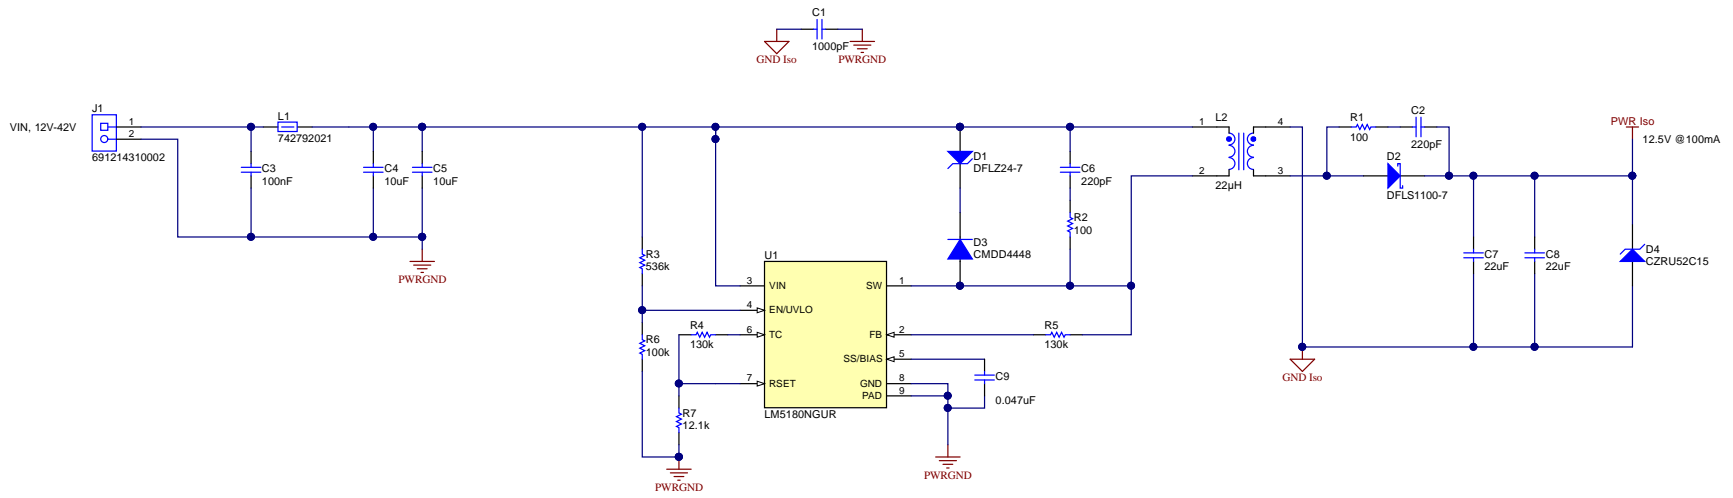 C1
1000pF
GND Iso
PWRGND
J1
VIN, 12V-42V
1
2
691214310002
L1
742792021
C3
100nF
C4
10uF
C5
10uF
PWRGND
R3
536k
R6
100k
R4
130k
R7
12.1k
PWRGND
U1
3
VIN
4
EN/UVLO
6
TC
7
RSET
SW
1
FB
2
SS/BIAS
5
GND
8
PAD
9
LM5180NGUR
D1
DFLZ24-7
D3
CMDD4448
C6
220pF
R2
100
R5
130k
C9
0.047uF
PWRGND
1
L2
4
2
22µH
3
R1
100
C2
220pF
D2
DFLS1100-7
PWR Iso
12.5V @100mA
C7
22uF
C8
22uF
D4
CZRU52C15
GND Iso